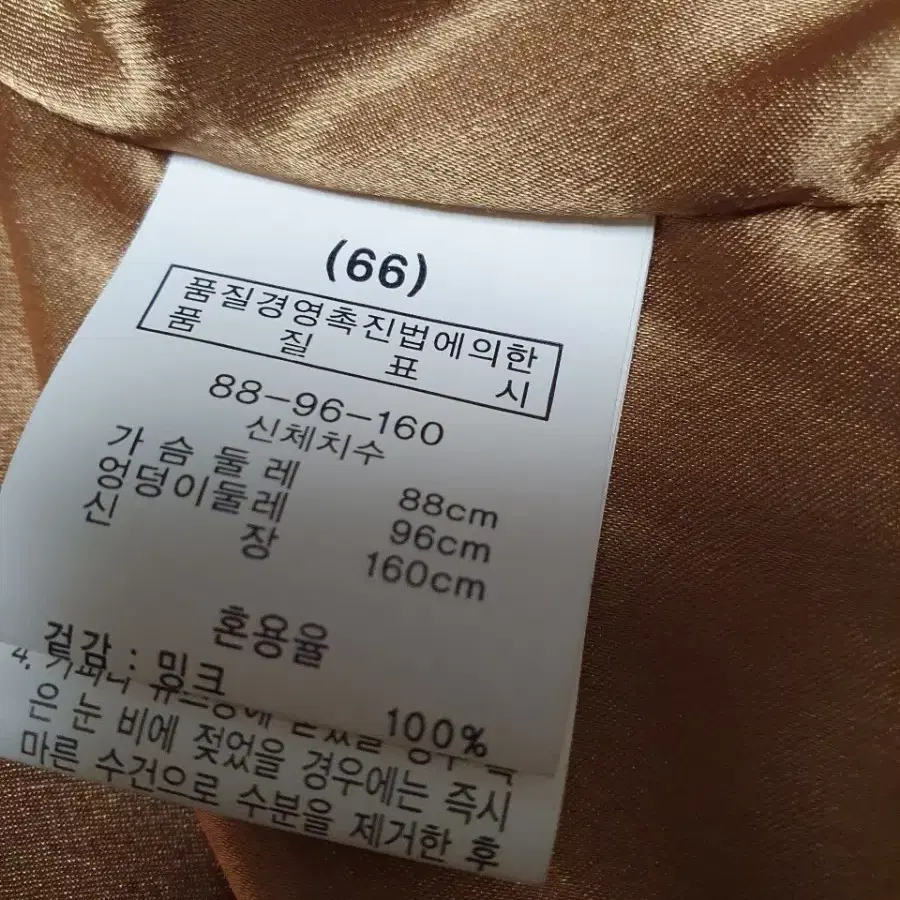 (66)
품질경영촉진법에의한
품 질 표 시
88-96-160
신체치수
가 슴 둘 레 88cm
엉덩이둘레 96cm
신 장 160cm
혼용율
겉감 : 밍크 100%
4.
은 눈 비에 젖었을 경우에는 즉시
마른 수건으로 수분을 제거한 후